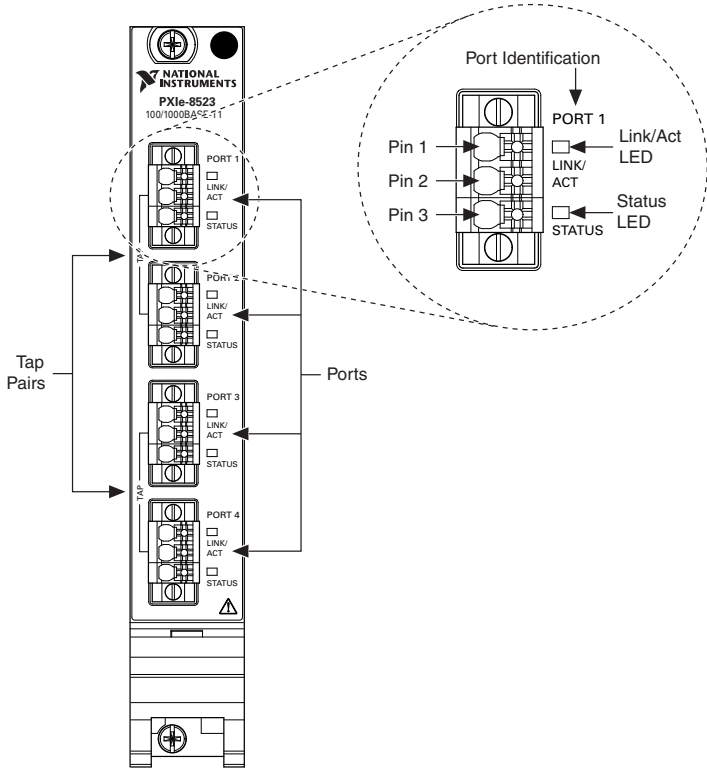 NATIONAL
INSTRUMENTS
PXIe-8523
100/1000BASE-T1
PORT 1
LINK/
ACT
STATUS
TAP
PORT 2
LINK/
ACT
STATUS
PORT 3
LINK/
ACT
STATUS
TAP
PORT 4
LINK/
ACT
STATUS
Tap
Pairs
Ports
Port Identification
PORT 1
Pin 1
Pin 2
Pin 3
LINK/
ACT
STATUS
Link/Act
LED
Status
LED